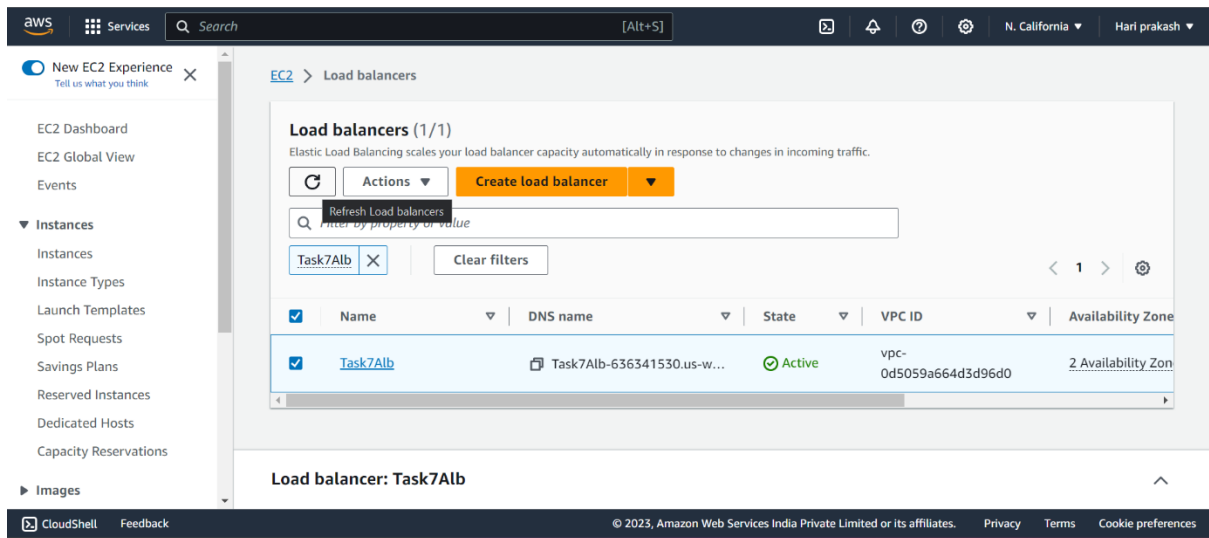 aws
Services
Search
[Alt+S]
N. California
Hari prakash
New EC2 Experience
Tell us what you think
EC2 Dashboard
EC2 Global View
Events
Instances
Instances
Instance Types
Launch Templates
Spot Requests
Savings Plans
Reserved Instances
Dedicated Hosts
Capacity Reservations
Images
EC2 > Load balancers
Load balancers (1/1)
Elastic Load Balancing scales your load balancer capacity automatically in response to changes in incoming traffic.
Actions
Create load balancer
Refresh Load balancers
Filter by property or value
Task7Alb
Clear filters
1
Name
DNS name
State
VPC ID
Availability Zone
Task7Alb
Task7Alb-636341530.us-w...
Active
vpc-
0d5059a664d3d96d0
2 Availability Zon
Load balancer: Task7Alb
CloudShell
Feedback
© 2023, Amazon Web Services India Private Limited or its affiliates.
Privacy
Terms
Cookie preferences